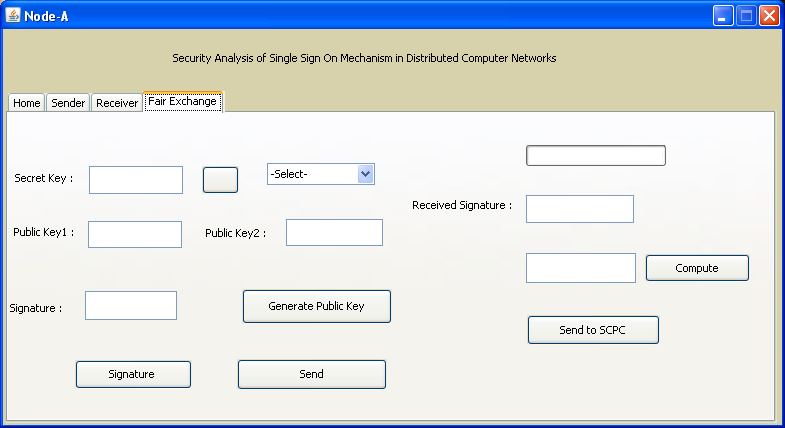 Node-A
Security Analysis of Single Sign On Mechanism in Distributed Computer Networks
Home Sender Receiver Fair Exchange
Secret Key :
-Select-
Received Signature :
Public Key1 :
Public Key2 :
Compute
Signature :
Generate Public Key
Send to SCPC
Signature
Send